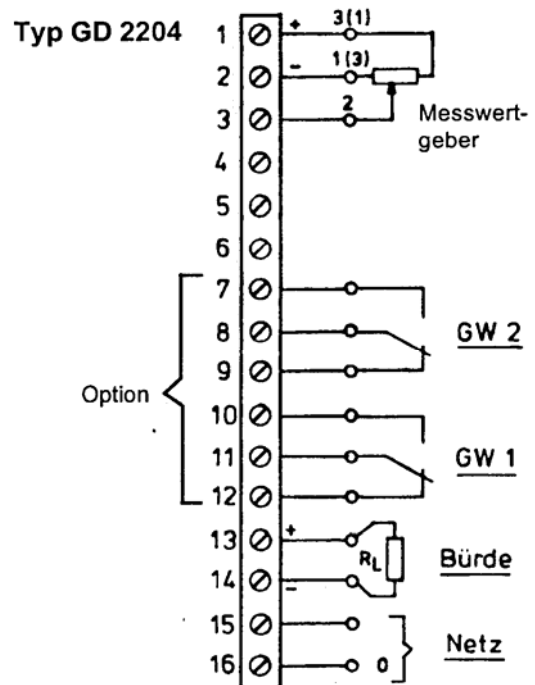 Typ GD 2204
1 + 3(1)
2 - 1(3)
3 2
Messwert-
geber
4
5
6
7
8 GW 2
9
Option
10
11 GW 1
12
13 +
RL Bürde
14 -
15
Netz
16 0